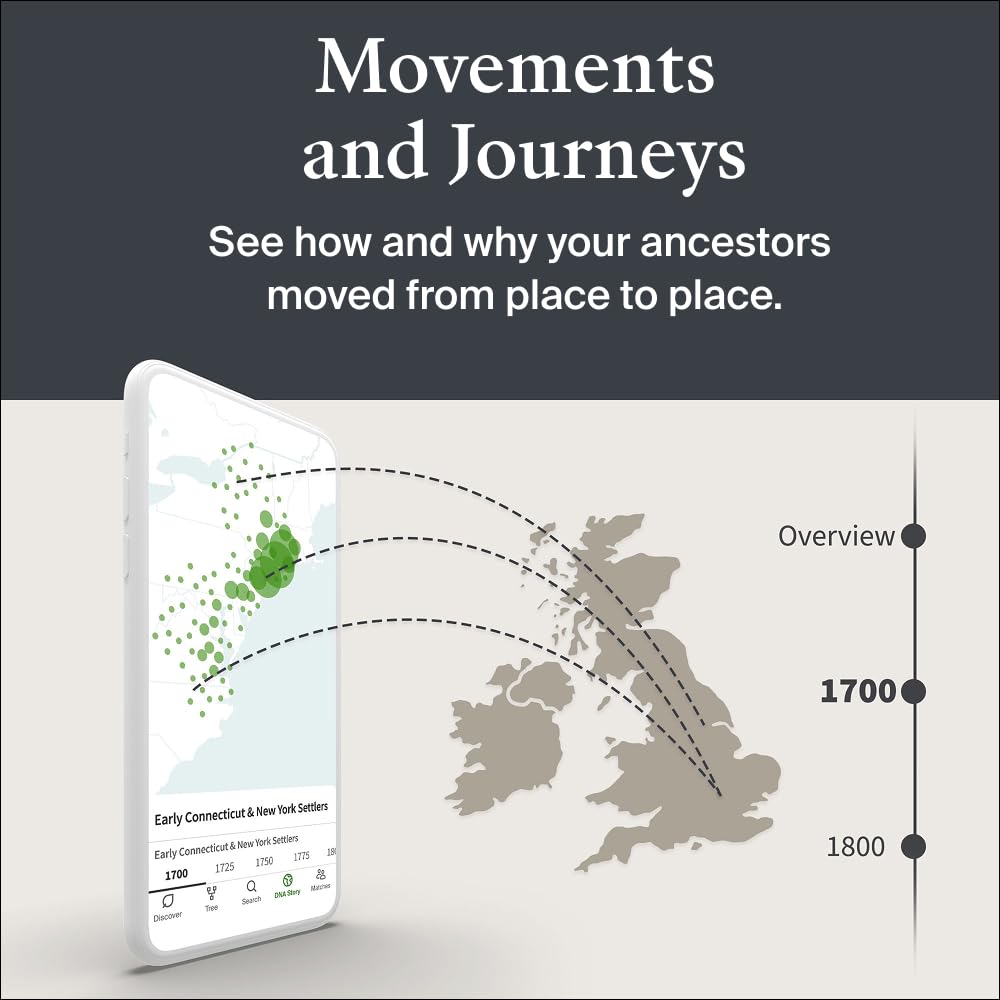 Movements
and Journeys
See how and why your ancestors
moved from place to place.
Overview
1700
1800
Early Connecticut & New York Settlers
Early Connecticut & New York Settlers
1700 1725 1750 1775 180
Discover Tree Search DNA Story Matches